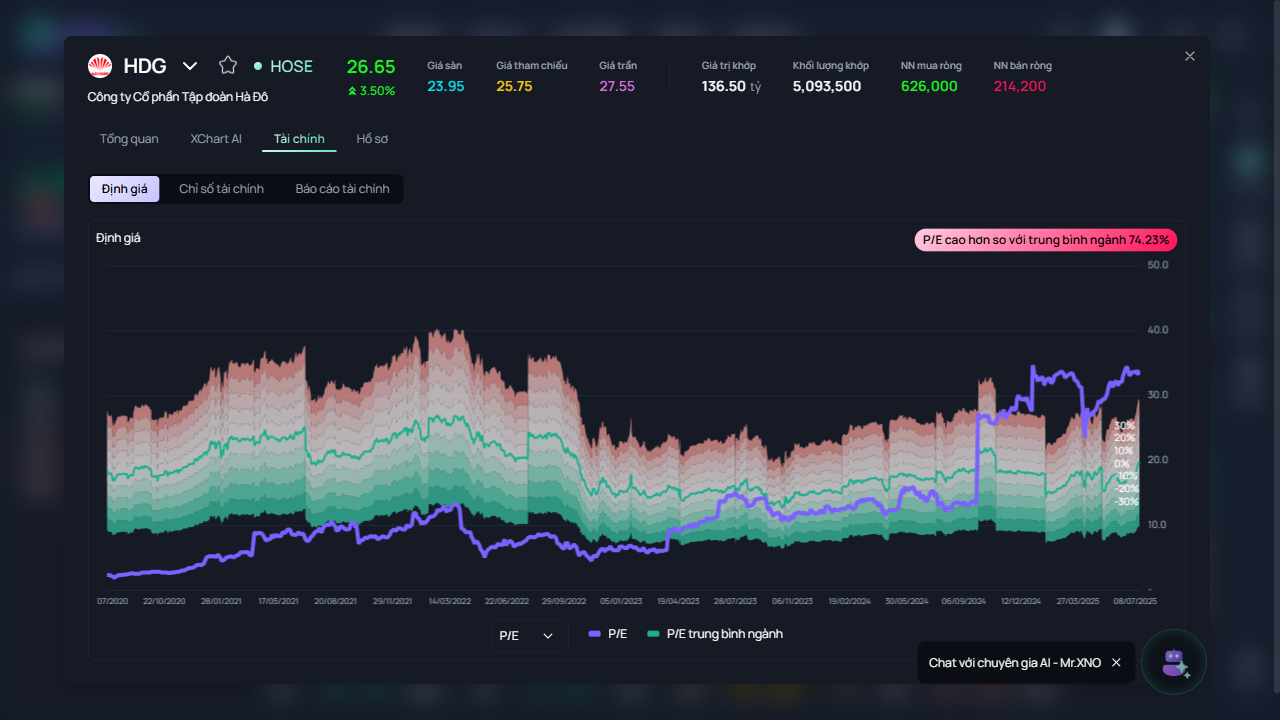 HDG
HOSE
Công ty Cổ phần Tập đoàn Hà Đô
26.65
3.50%
Giá sàn
23.95
Giá tham chiếu
25.75
Giá trần
27.55
Giá trị khớp
136.50 tỷ
Khối lượng khớp
5,093,500
NN mua ròng
626,000
NN bán ròng
214,200
Tổng quan
XChart AI
Tài chính
Hồ sơ
Định giá
Chỉ số tài chính
Báo cáo tài chính
Định giá
P/E cao hơn so với trung bình ngành 74.23%
50.0
40.0
30.0
20.0
10.0
-
30%
20%
10%
0%
-10%
-20%
-30%
07/2020 22/10/2020 28/01/2021 17/05/2021 20/08/2021 29/11/2021 14/03/2022 22/06/2022 29/09/2022 05/01/2023 19/04/2023 28/07/2023 06/11/2023 19/02/2024 30/05/2024 06/09/2024 12/12/2024 27/03/2025 08/07/2025
P/E
P/E
P/E trung bình ngành
Chat với chuyên gia AI - Mr.XNO